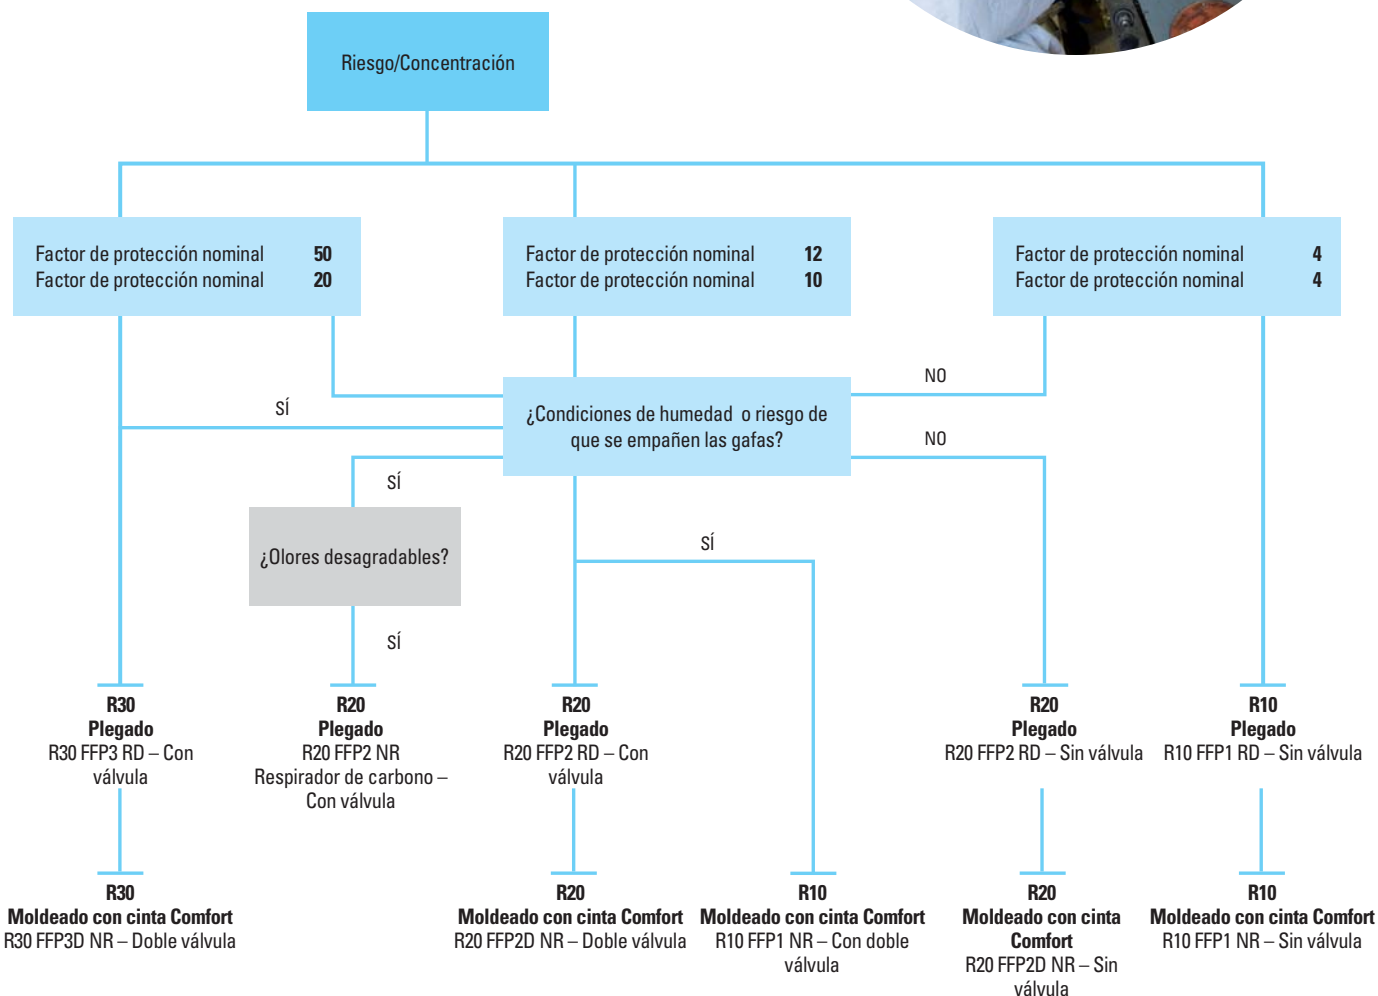 Riesgo/Concentración
Factor de protección nominal 50
Factor de protección nominal 20
Factor de protección nominal 12
Factor de protección nominal 10
Factor de protección nominal 4
Factor de protección nominal 4
NO
SÍ
¿Condiciones de humedad o riesgo de
que se empañen las gafas?
NO
SÍ
¿Olores desagradables?
SÍ
SÍ
R30
Plegado
R30 FFP3 RD – Con
válvula
R20
Plegado
R20 FFP2 NR
Respirador de carbono –
Con válvula
R20
Plegado
R20 FFP2 RD – Con
válvula
R20
Plegado
R20 FFP2 RD – Sin válvula
R10
Plegado
R10 FFP1 RD – Sin válvula
R30
Moldeado con cinta Comfort
R30 FFP3D NR – Doble válvula
R20
Moldeado con cinta Comfort
R20 FFP2D NR – Doble válvula
R10
Moldeado con cinta Comfort
R10 FFP1 NR – Con doble
válvula
R20
Moldeado con cinta
Comfort
R20 FFP2D NR – Sin
válvula
R10
Moldeado con cinta Comfort
R10 FFP1 NR – Sin válvula